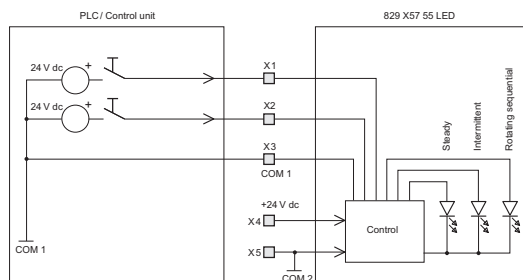 PLC / Control unit
829 X57 55 LED
24 V dc
+
X1
24 V dc
+
X2
X3
COM 1
Steady
Intermittent
Rotating sequential
+24 V dc
X4
Control
COM 1
X5
COM 2